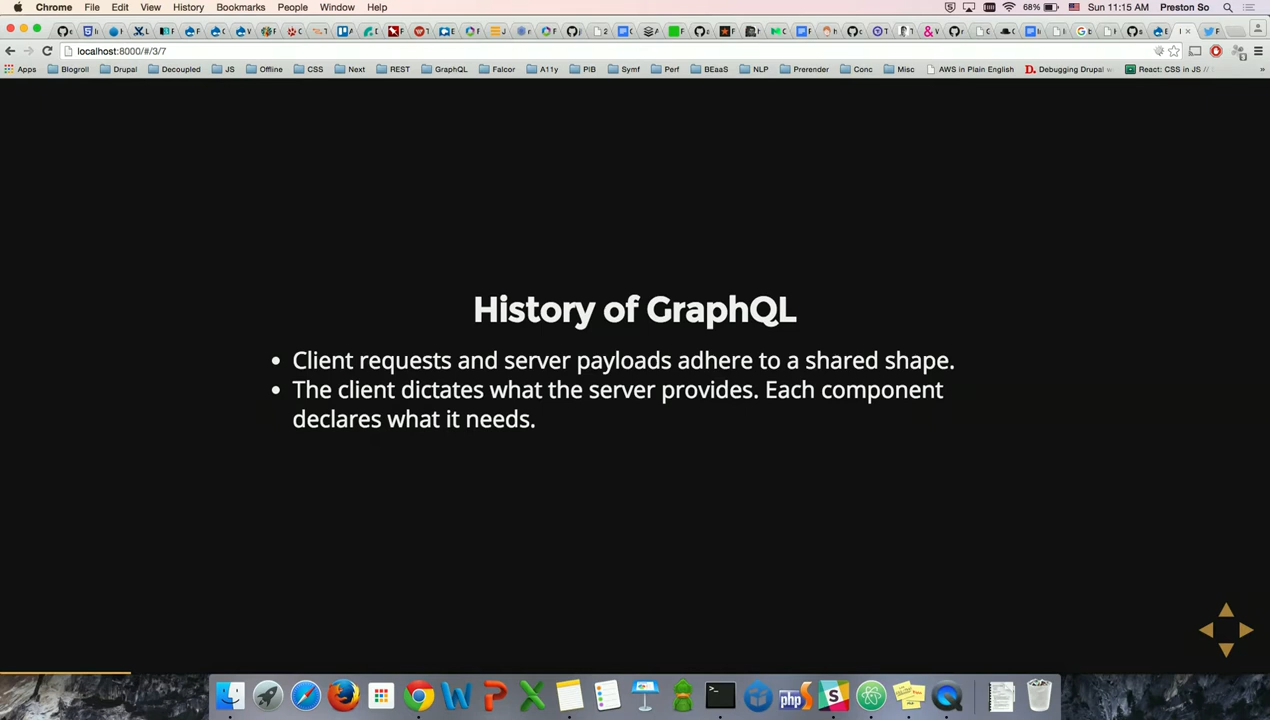 Chrome File Edit View History Bookmarks People Window Help 68% Sun 11:15 AM Preston So
localhost:8000/#/3/7
Apps Blogroll Drupal Decoupled JS Offline CSS Next REST GraphQL Falcor A11y PIB Symf Perf BEaaS NLP Prerender Conc Misc AWS in Plain English Debugging Drupal w React: CSS in JS // S »
History of GraphQL
• Client requests and server payloads adhere to a shared shape.
• The client dictates what the server provides. Each component
declares what it needs.